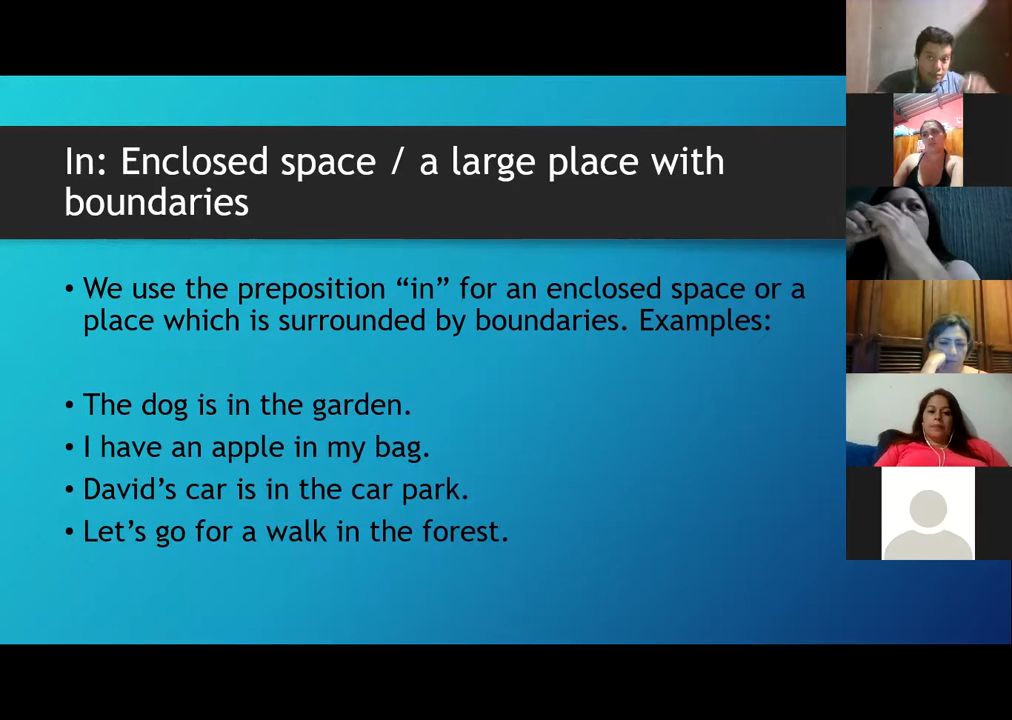 In: Enclosed space / a large place with
boundaries
• We use the preposition “in” for an enclosed space or a
place which is surrounded by boundaries. Examples:
• The dog is in the garden.
• I have an apple in my bag.
• David’s car is in the car park.
• Let’s go for a walk in the forest.